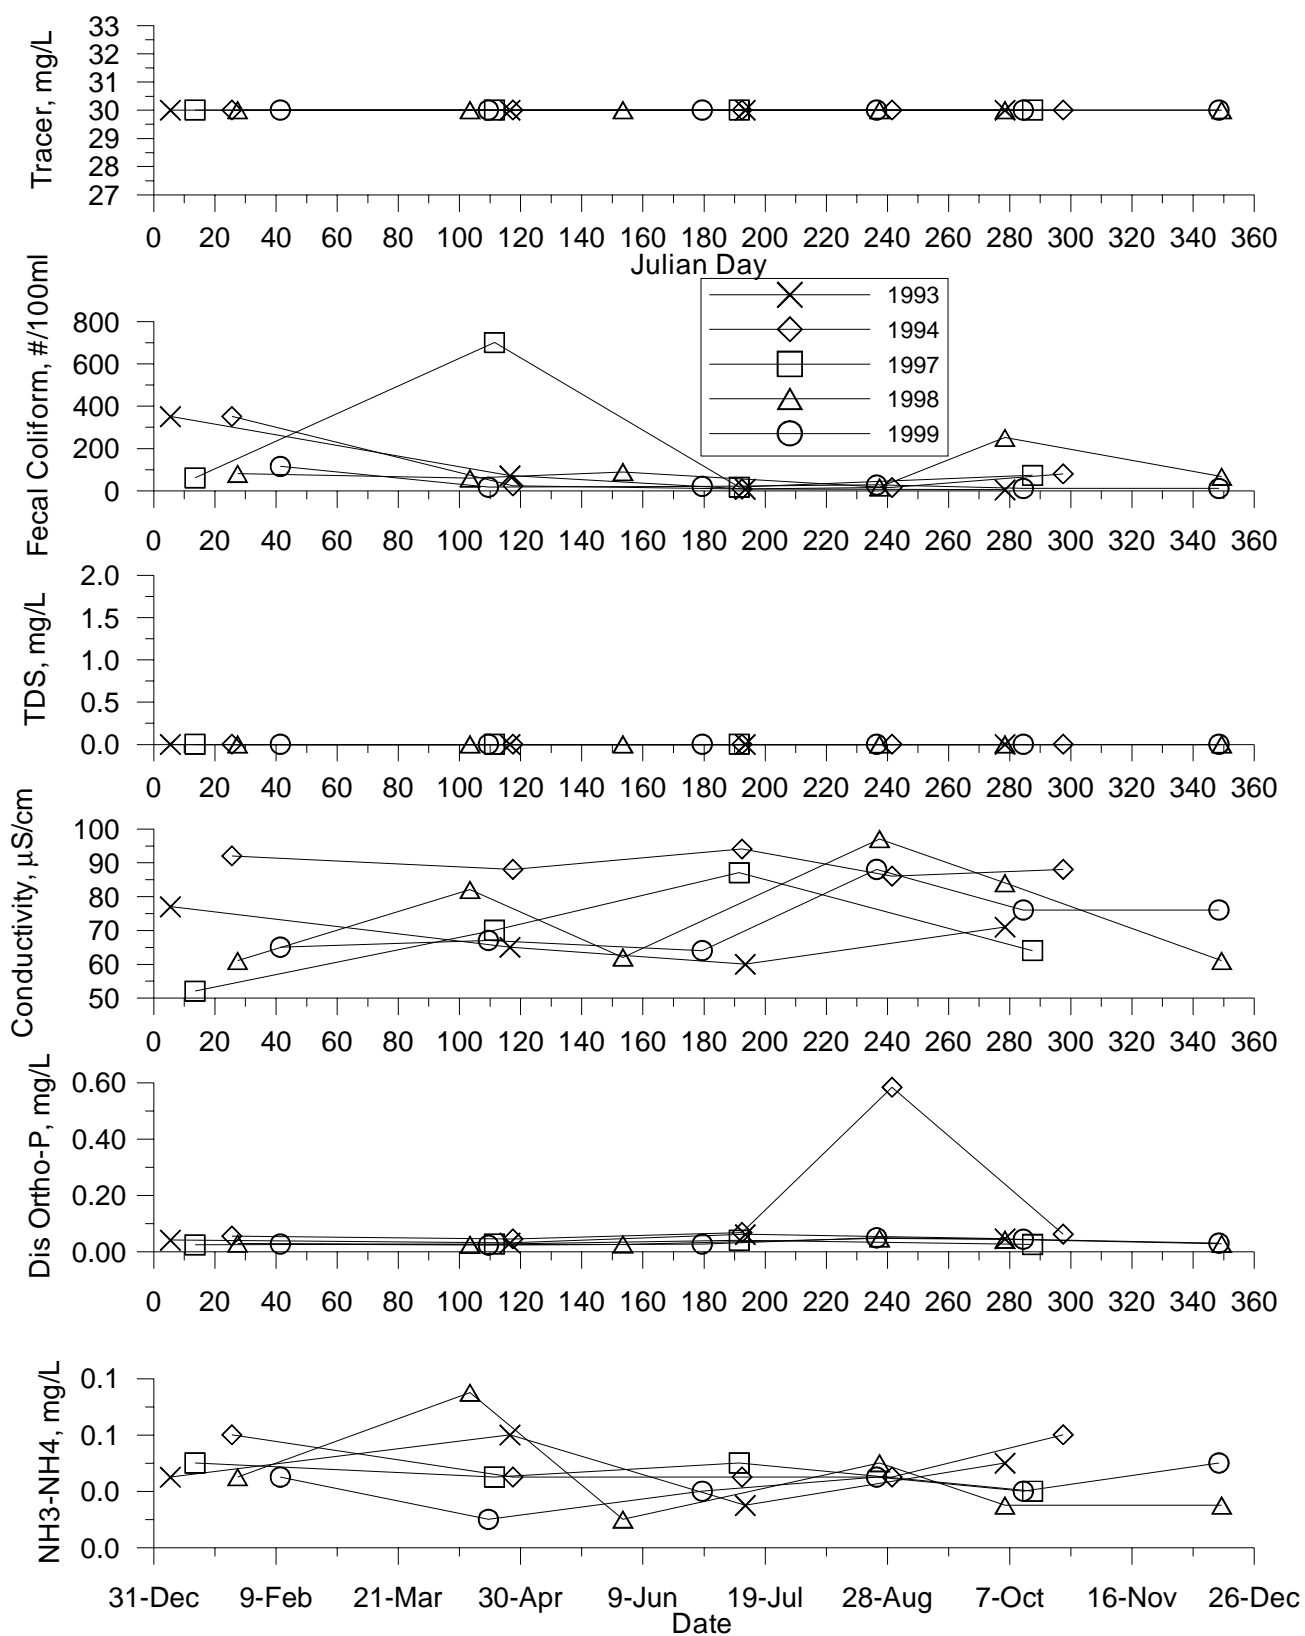 Tracer, mg/L
33
32
31
30
29
28
27
0 20 40 60 80 100 120 140 160 180 200 220 240 260 280 300 320 340 360
Julian Day
Fecal Coliform, #/100ml
800
600
400
200
0
1993
1994
1997
1998
1999
0 20 40 60 80 100 120 140 160 180 200 220 240 260 280 300 320 340 360
TDS, mg/L
2.0
1.5
1.0
0.5
0.0
0 20 40 60 80 100 120 140 160 180 200 220 240 260 280 300 320 340 360
Conductivity, µS/cm
100
90
80
70
60
50
0 20 40 60 80 100 120 140 160 180 200 220 240 260 280 300 320 340 360
Dis Ortho-P, mg/L
0.60
0.40
0.20
0.00
0 20 40 60 80 100 120 140 160 180 200 220 240 260 280 300 320 340 360
NH3-NH4, mg/L
0.1
0.1
0.0
0.0
31-Dec 9-Feb 21-Mar 30-Apr 9-Jun 19-Jul 28-Aug 7-Oct 16-Nov 26-Dec
Date